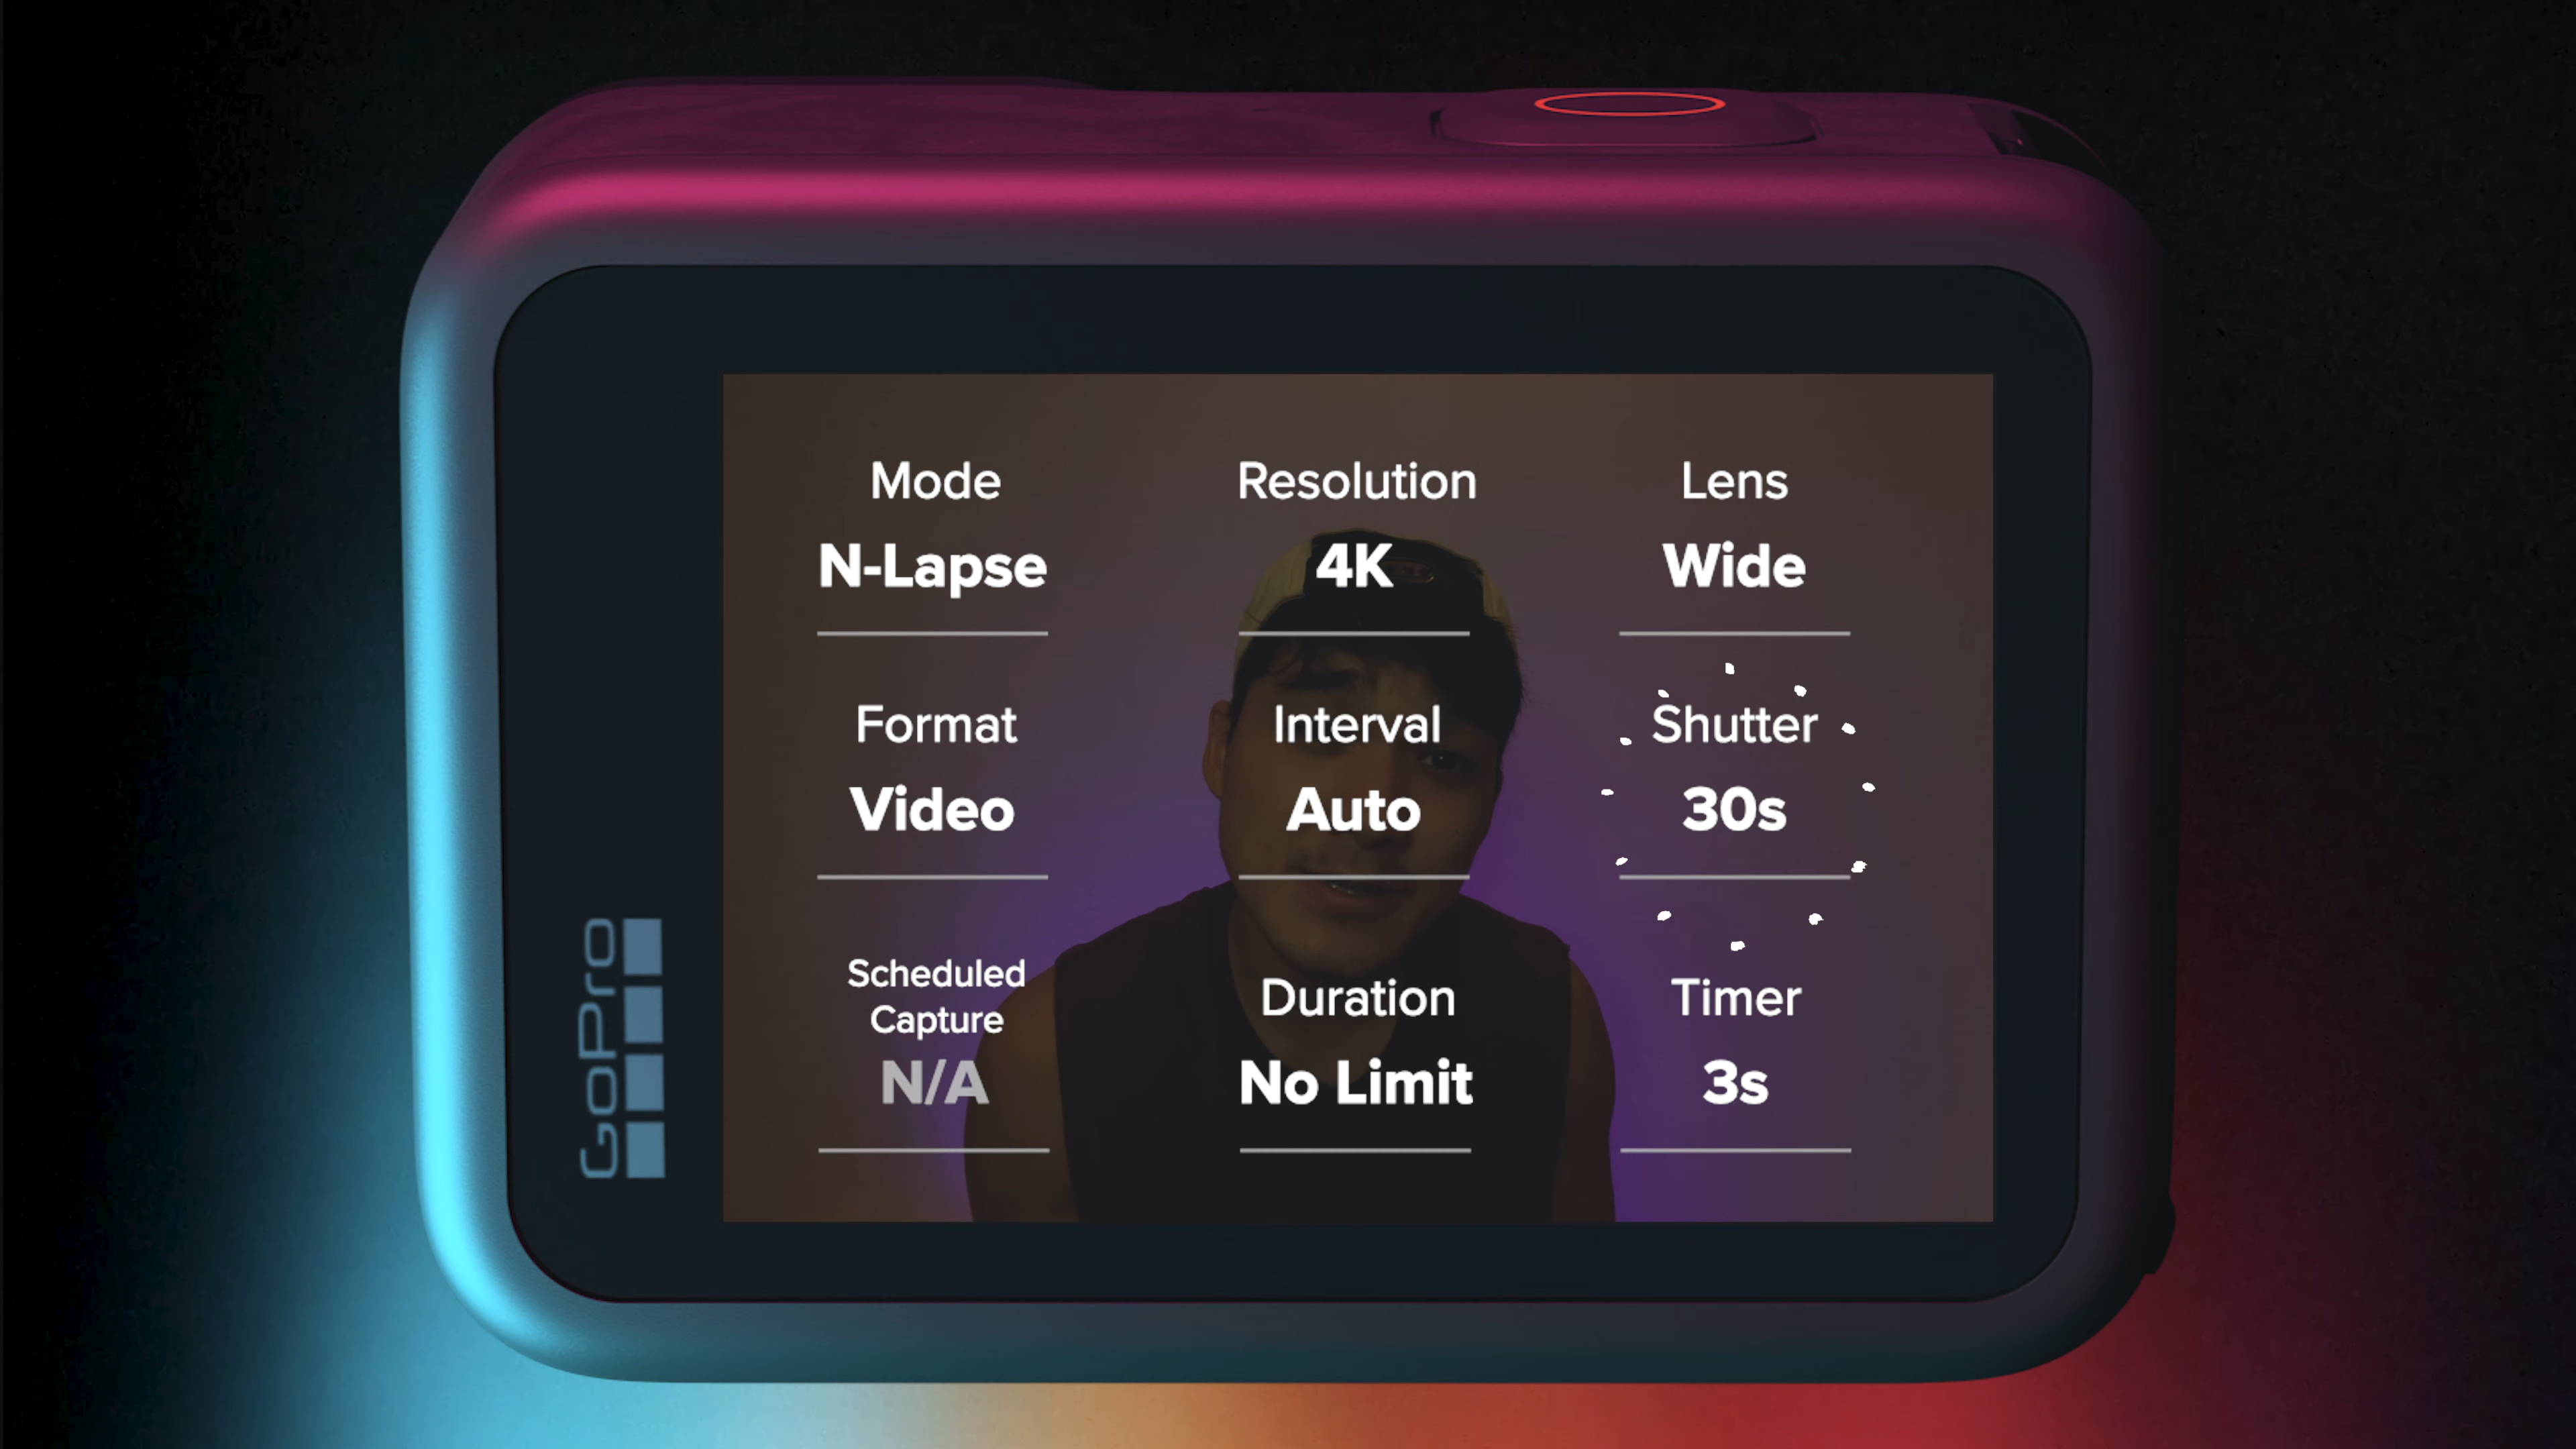 Mode
Resolution
Lens
N-Lapse
4K
Wide
Format
Interval
Shutter
Video
Auto
30s
Scheduled
Capture
Duration
Timer
N/A
No Limit
3s
GoPro